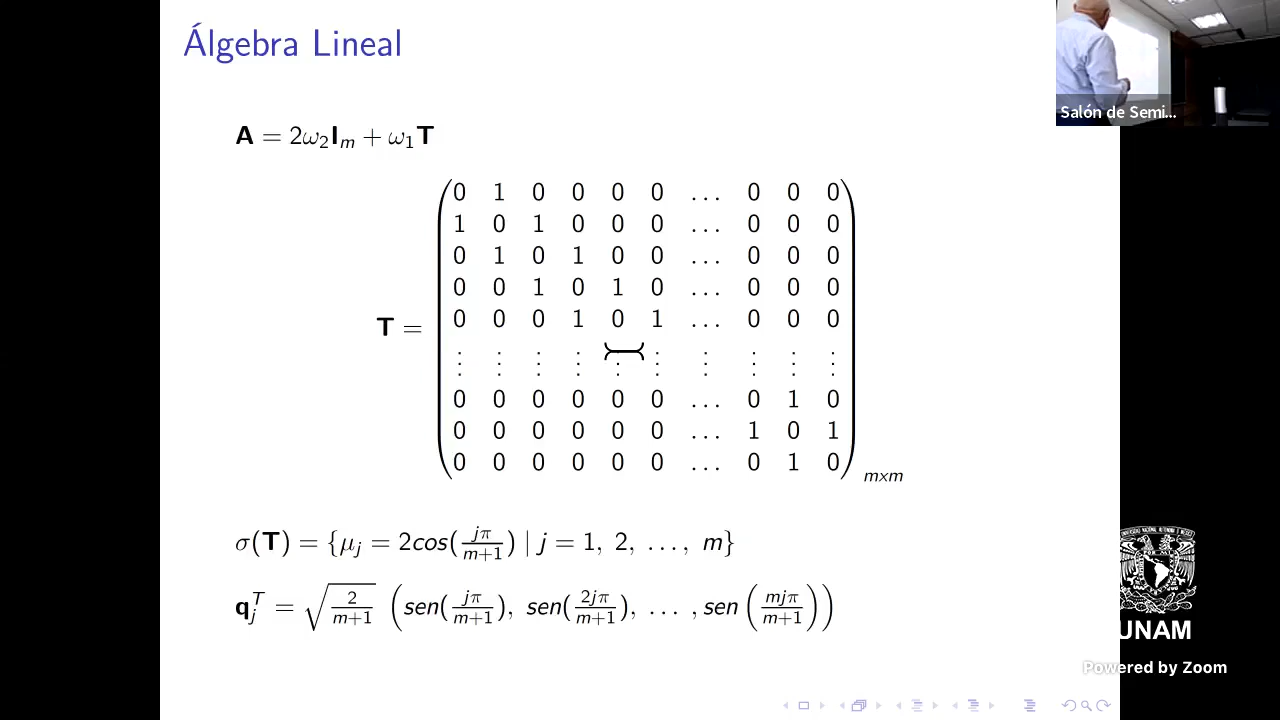 Álgebra Lineal
Salón de Semi...
A = 2ω₂Iₘ + ω₁T
T =
0 1 0 0 0 0 ... 0 0 0
1 0 1 0 0 0 ... 0 0 0
0 1 0 1 0 0 ... 0 0 0
0 0 1 0 1 0 ... 0 0 0
0 0 0 1 0 1 ... 0 0 0
⋮ ⋮ ⋮ ⋮ ⋮ ⋮ ⋮ ⋮ ⋮ ⋮
0 0 0 0 0 0 ... 0 1 0
0 0 0 0 0 0 ... 1 0 1
0 0 0 0 0 0 ... 0 1 0
m×m
σ(T) = {μⱼ = 2cos(jπ/(m+1)) | j = 1, 2, ..., m}
qⱼᵀ = √(2/(m+1)) (sen(jπ/(m+1)), sen(2jπ/(m+1)), ... , sen(mjπ/(m+1)))
UNAM
Powered by Zoom